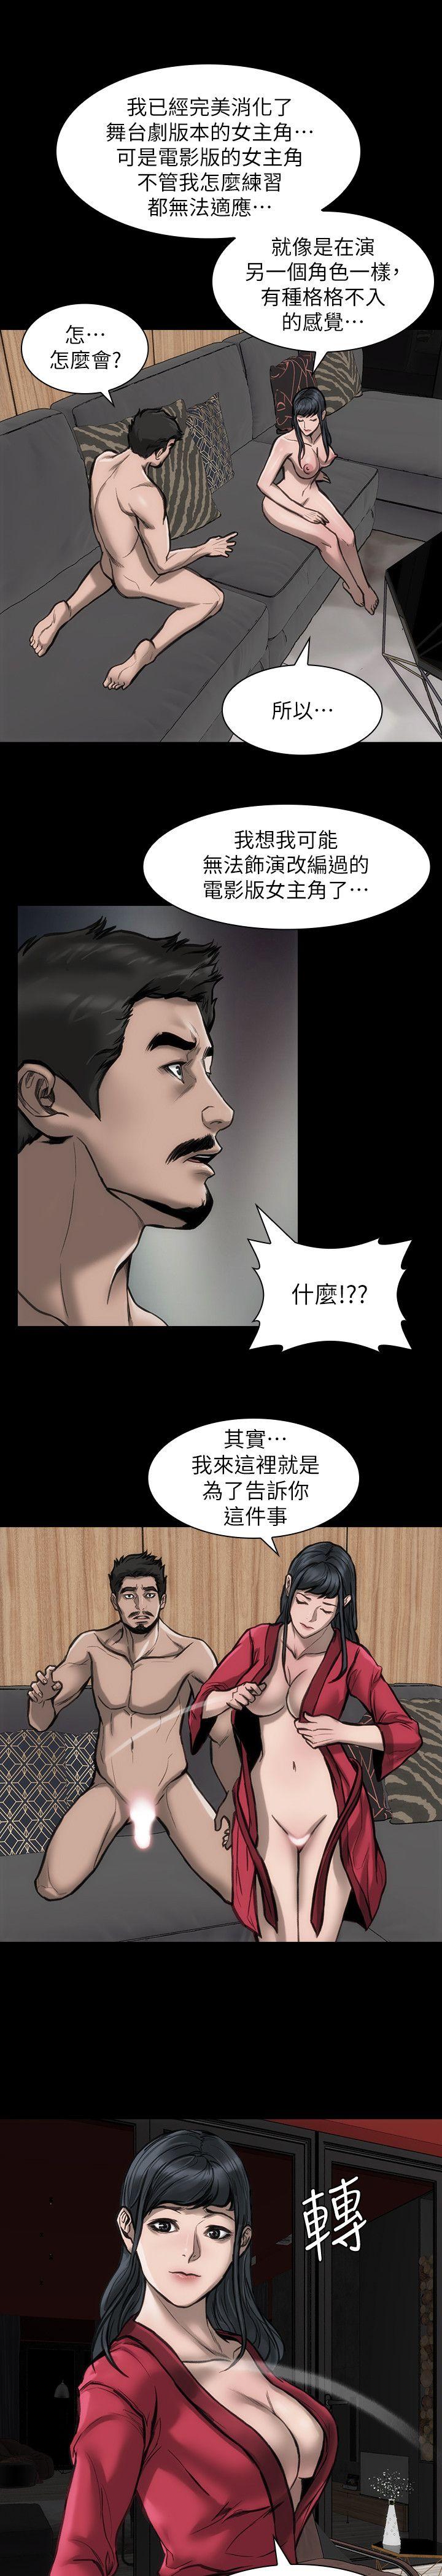 我已經完美消化了
舞台劇版本的女主角⋯
可是電影版的女主角
不管我怎麼練習
都無法適應⋯
就像是在演
另一個角色一樣,
有種格格不入
的感覺⋯
怎⋯
怎麼會?
所以⋯
我想我可能
無法飾演改編過的
電影版女主角了⋯
什麼!??
其實⋯
我來這裡就是
為了告訴你
這件事
轉